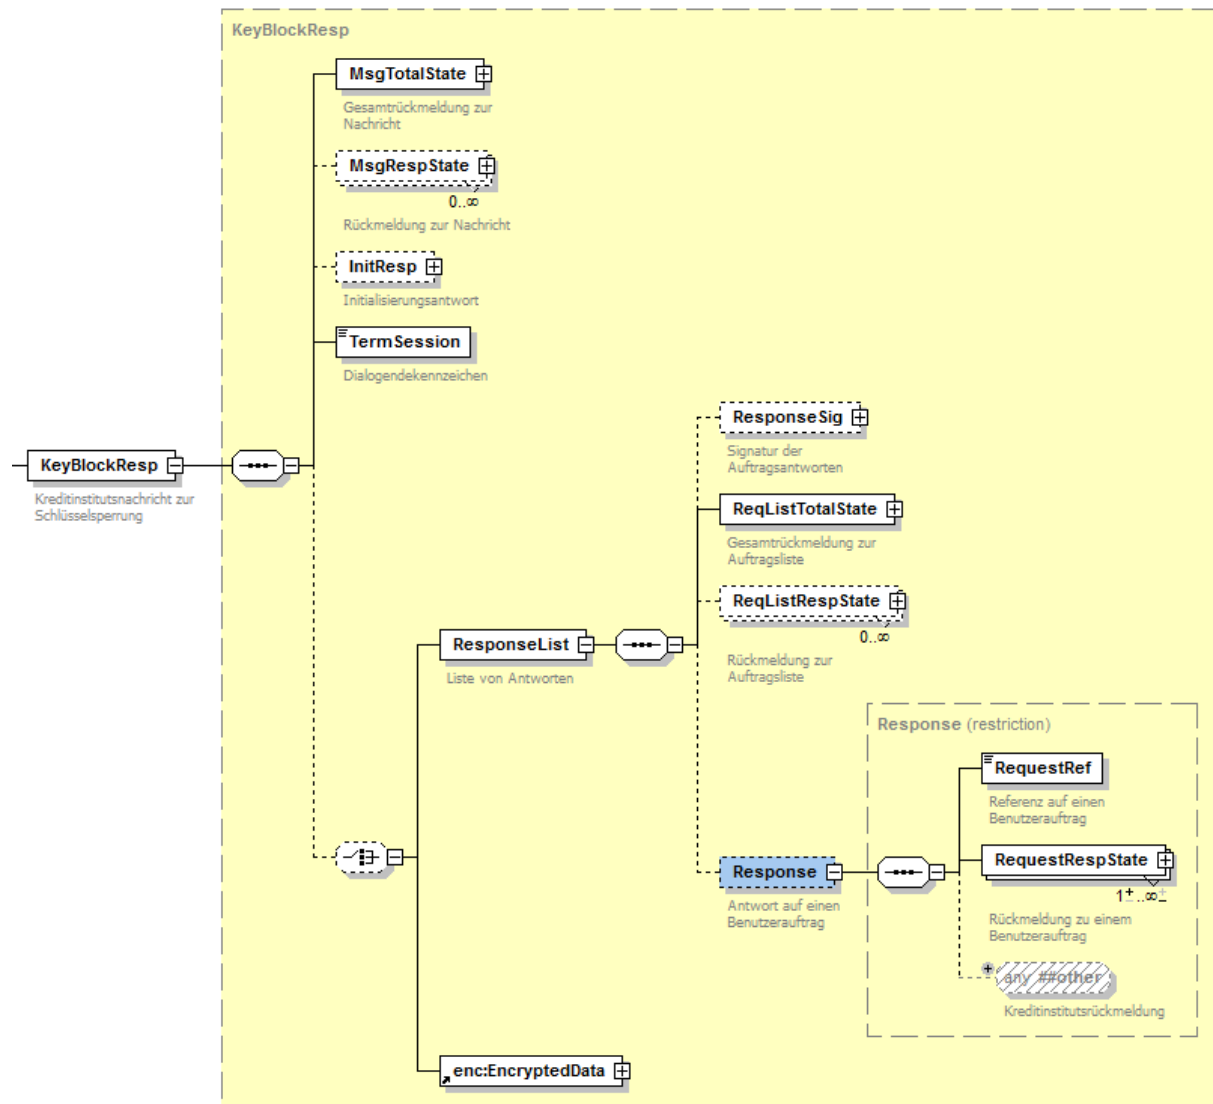 KeyBlockResp
MsgTotalState
Gesamtrückmeldung zur
Nachricht
MsgRespState
0..∞
Rückmeldung zur Nachricht
InitResp
Initialisierungsantwort
TermSession
Dialogendekennzeichen
KeyBlockResp
Kreditinstitutsnachricht zur
Schlüsselsperrung
ResponseSig
Signatur der
Auftragsantworten
ReqListTotalState
Gesamtrückmeldung zur
Auftragsliste
ReqListRespState
0..∞
Rückmeldung zur
Auftragsliste
ResponseList
Liste von Antworten
Response (restriction)
RequestRef
Referenz auf einen
Benutzerauftrag
RequestRespState
1±..∞±
Rückmeldung zu einem
Benutzerauftrag
Response
Antwort auf einen
Benutzerauftrag
any ##other
Kreditinstitutsrückmeldung
enc:EncryptedData